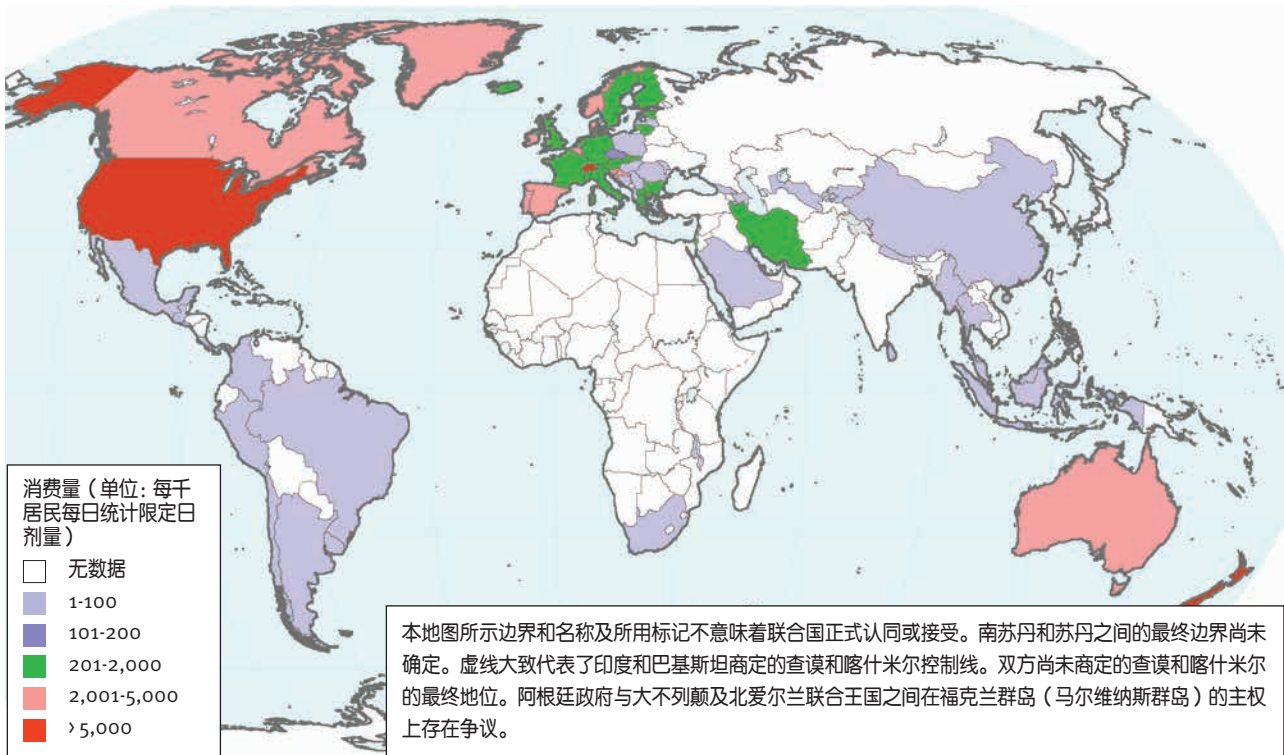 消费量（单位：每千
居民每日统计限定日
剂量）
无数据
1-100
101-200
201-2,000
2,001-5,000
›5,000
本地图所示边界和名称及所用标记不意味着联合国正式认同或接受。南苏丹和苏丹之间的最终边界尚未
确定。虚线大致代表了印度和巴基斯坦商定的查谟和喀什米尔控制线。双方尚未商定的查谟和喀什米尔
的最终地位。阿根廷政府与大不列颠及北爱尔兰联合王国之间在福克兰群岛（马尔维纳斯群岛）的主权
上存在争议。